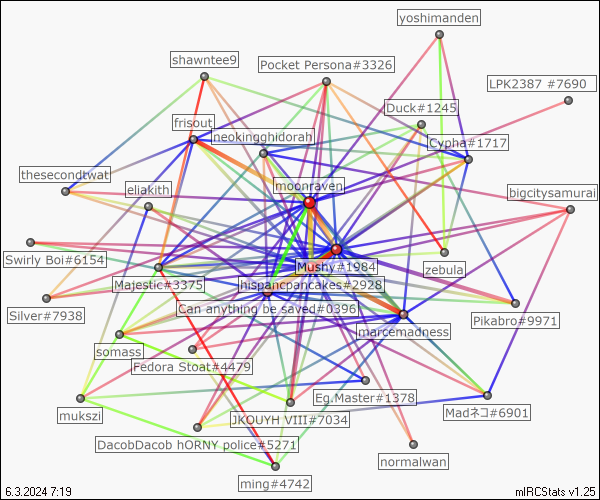 yoshimanden
shawntee9
Pocket Persona#3326
LPK2387 #7690
Duck#1245
frisout
neokingghidorah
Cypha#1717
thesecondtwat
eliakith
moonraven
bigcitysamurai
Swirly Boi#6154
Mushy#1984
zebula
Majestic#3375
hispancpancakes#2928
Silver#7938
Can anything be saved#0396
Pikabro#9971
marcemadness
somass
Fedora Stoat#4479
Eg.Master#1378
mukszi
JKOUYH VIII#7034
Madネコ#6901
DacobDacob hORNY police#5271
normalwan
ming#4742
6.3.2024 7:19
mIRCStats v1.25